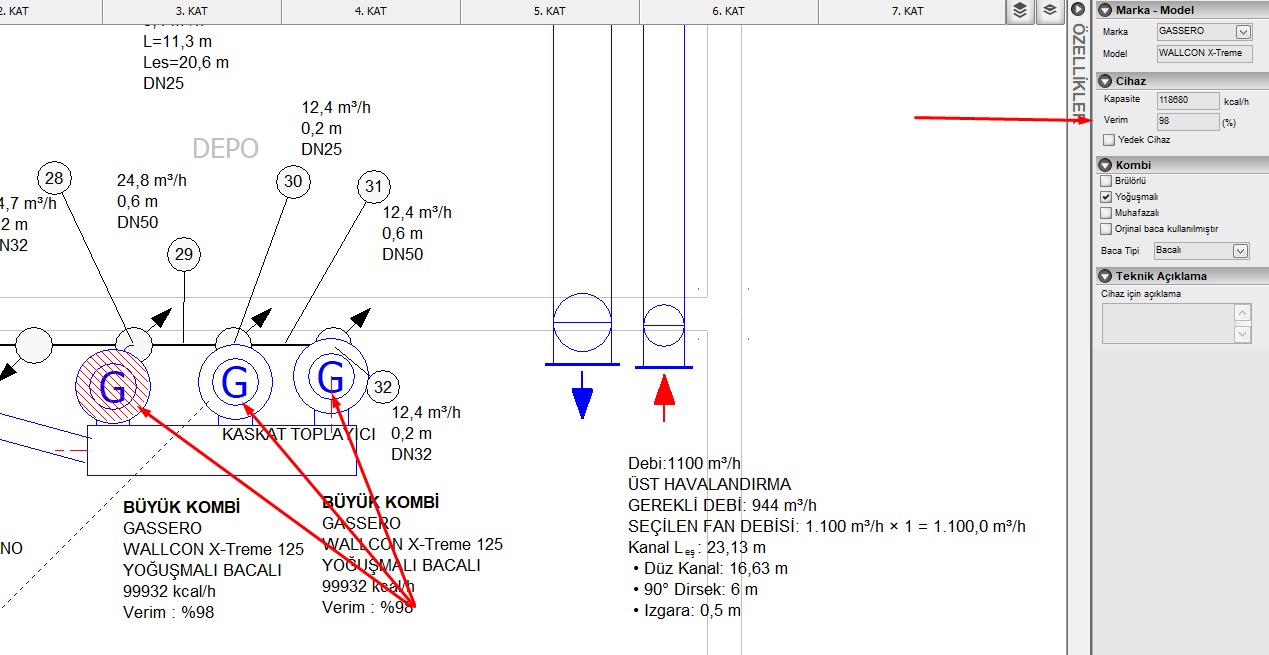 2. KAT
3. KAT
4. KAT
5. KAT
6. KAT
7. KAT
L=11,3 m
Les=20,6 m
DN25
12,4 m³/h
0,2 m
DN25
DEPO
28
24,8 m³/h
0,6 m
DN50
30
31
4,7 m³/h
2 m
N32
12,4 m³/h
0,6 m
DN50
29
G
G
G
32
12,4 m³/h
0,2 m
DN32
KASKAT TOPLAYICI
BÜYÜK KOMBİ
GASSERO
WALLCON X-Treme 125
YOĞUŞMALI BACALI
99932 kcal/h
Verim : %98
BÜYÜK KOMBİ
GASSERO
WALLCON X-Treme 125
YOĞUŞMALI BACALI
99932 kcal/h
Verim : %98
NO
Debi:1100 m³/h
ÜST HAVALANDIRMA
GEREKLİ DEBİ: 944 m³/h
SEÇİLEN FAN DEBİSİ: 1.100 m³/h × 1 = 1.100,0 m³/h
Kanal Leş: 23,13 m
• Düz Kanal: 16,63 m
• 90° Dirsek: 6 m
• Izgara: 0,5 m
ÖZELLİKLER
Marka - Model
Marka GASSERO
Model WALLCON X-Treme
Cihaz
Kapasite 118680 kcal/h
Verim 98 (%)
Yedek Cihaz
Kombi
Brülörlü
Yoğuşmalı
Muhafazalı
Orjinal baca kullanılmıştır
Baca Tipi Bacalı
Teknik Açıklama
Cihaz için açıklama